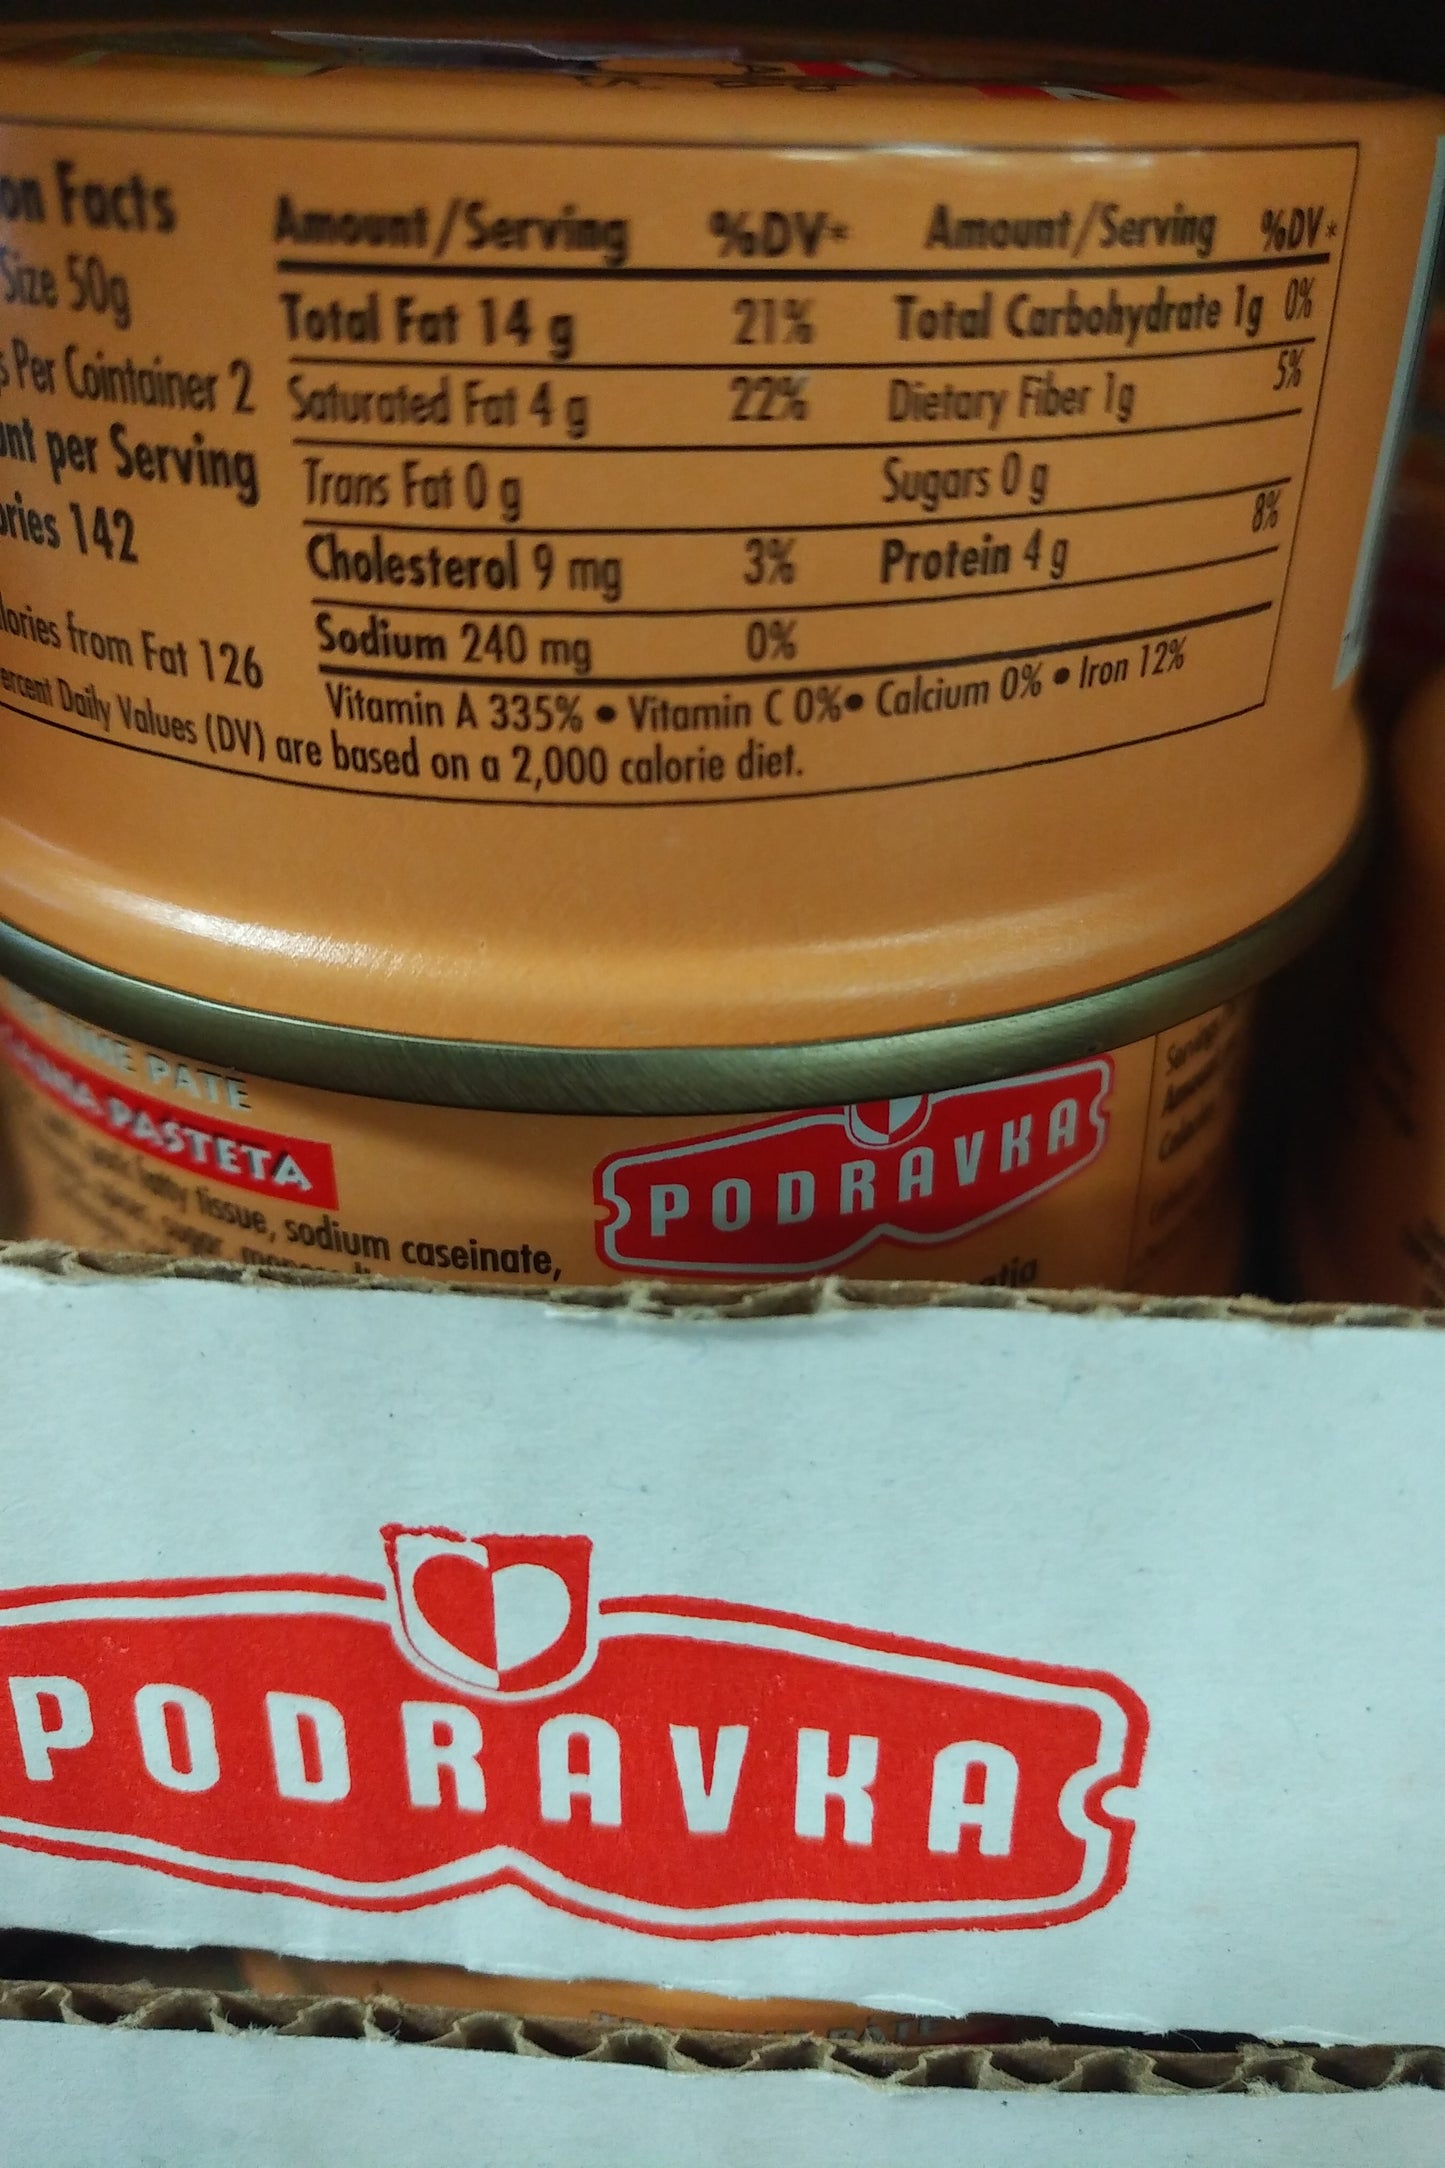 on Facts
Size 50g
s Per Cointainer 2
unt per Serving
ories 142
lories from Fat 126
ercent Daily Values (DV) are based on a 2,000 calorie diet.
Amount/Serving %DV* Amount/Serving %DV*
Total Fat 14 g 21% Total Carbohydrate 1g 0%
Saturated Fat 4 g 22% Dietary Fiber 1g 5%
Trans Fat 0 g Sugars 0 g
Cholesterol 9 mg 3% Protein 4 g 8%
Sodium 240 mg 0%
Vitamin A 335% • Vitamin C 0% • Calcium 0% • Iron 12%
PATE
PASTETA
fatty tissue, sodium caseinate,
sugar,
PODRAVKA
PODRAVKA